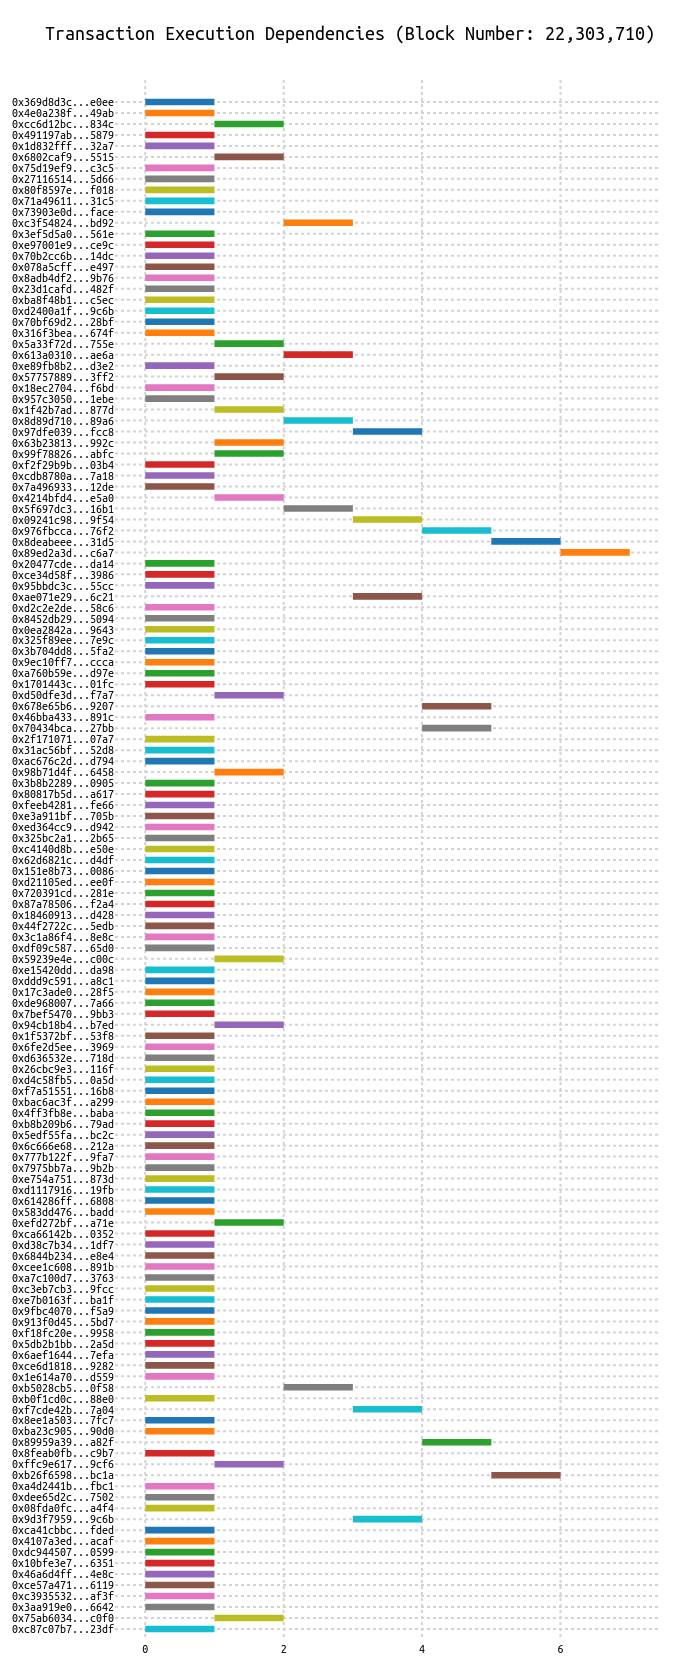 Transaction Execution Dependencies (Block Number: 22,303,710)
0x369d8d3c...e0ee
0x4e0a238f...49ab
0xcc6d12bc...834c
0x491197ab...5879
0x1d832fff...32a7
0x6802caf9...5515
0x75d19ef9...c3c5
0x27116514...5d66
0x80f8597e...f018
0x71a49611...31c5
0x73903e0d...face
0xc3f54824...bd92
0x3ef5d5a0...561e
0xe97001e9...ce9c
0x70b2cc6b...14dc
0x078a5cff...e497
0x8adb4df2...9b76
0x23d1cafd...482f
0xba8f48b1...c5ec
0xd2400a1f...9c6b
0x70bf69d2...28bf
0x316f3bea...674f
0x5a33f72d...755e
0x613a0310...ae6a
0xe89fb8b2...d3e2
0x57757889...3ff2
0x18ec2704...f6bd
0x957c3050...1ebe
0x1f42b7ad...877d
0x8d89d710...89a6
0x97dfe039...fcc8
0x63b23813...992c
0x99f78826...abfc
0xf2f29b9b...03b4
0xcdb8780a...7a18
0x7a496933...12de
0x4214bfd4...e5a0
0x5f697dc3...16b1
0x09241c98...9f54
0x976fbcca...76f2
0x8deabeee...31d5
0x89ed2a3d...c6a7
0x20477cde...da14
0xce34d58f...3986
0x95bbdc3c...55cc
0xae071e29...6c21
0xd2c2e2de...58c6
0x8452db29...5094
0x0ea2842a...9643
0x325f89ee...7e9c
0x3b704dd8...5fa2
0x9ec10ff7...ccca
0xa760b59e...d97e
0x1701443c...01fc
0xd50dfe3d...f7a7
0x678e65b6...9207
0x46bba433...891c
0x70434bca...27bb
0x2f171071...07a7
0x31ac56bf...52d8
0xac676c2d...d794
0x98b71d4f...6458
0x3b8b2289...0905
0x80817b5d...a617
0xfeeb4281...fe66
0xe3a911bf...705b
0xed364cc9...d942
0x325bc2a1...2b65
0xc4140d8b...e50e
0x62d6821c...d4df
0x151e8b73...0086
0xd21105ed...ee0f
0x720391cd...281e
0x87a78506...f2a4
0x18460913...d428
0x44f2722c...5edb
0x3c1a86f4...8e8c
0xdf09c587...65d0
0x59239e4e...c00c
0xe15420dd...da98
0xddd9c591...a8c1
0x17c3ade0...28f5
0xde968007...7a66
0x7bef5470...9bb3
0x94cb18b4...b7ed
0x1f5372bf...53f8
0x6fe2d5ee...3969
0xd636532e...718d
0x26cbc9e3...116f
0xd4c58fb5...0a5d
0xf7a51551...16b8
0xbac6ac3f...a299
0x4ff3fb8e...baba
0xb8b209b6...79ad
0x5edf55fa...bc2c
0x6c666e68...212a
0x777b122f...9fa7
0x7975bb7a...9b2b
0xe754a751...873d
0xd1117916...19fb
0x614286ff...6808
0x583dd476...badd
0xefd272bf...a71e
0xca66142b...0352
0xd38c7b34...1df7
0x6844b234...e8e4
0xcee1c608...891b
0xa7c100d7...3763
0xc3eb7cb3...9fcc
0xe7b0163f...ba1f
0x9fbc4070...f5a9
0x913f0d45...5bd7
0xf18fc20e...9958
0x5db2b1bb...2a5d
0x6aef1644...7efa
0xce6d1818...9282
0x1e614a70...d559
0xb5028cb5...0f58
0xb0f1cd0c...88e0
0xf7cde42b...7a04
0x8ee1a503...7fc7
0xba23c905...90d0
0x89959a39...a82f
0x8feab0fb...c9b7
0xffc9e617...9cf6
0xb26f6598...bc1a
0xa4d2441b...fbc1
0xdee65d2c...7502
0x08fda0fc...a4f4
0x9d3f7959...9c6b
0xca41cbbc...fded
0x4107a3ed...acaf
0xdc944507...0599
0x10bfe3e7...6351
0x46a6d4ff...4e8c
0xce57a471...6119
0xc3935532...af3f
0x3aa919e0...6642
0x75ab6034...c0f0
0xc87c07b7...23df
0 2 4 6